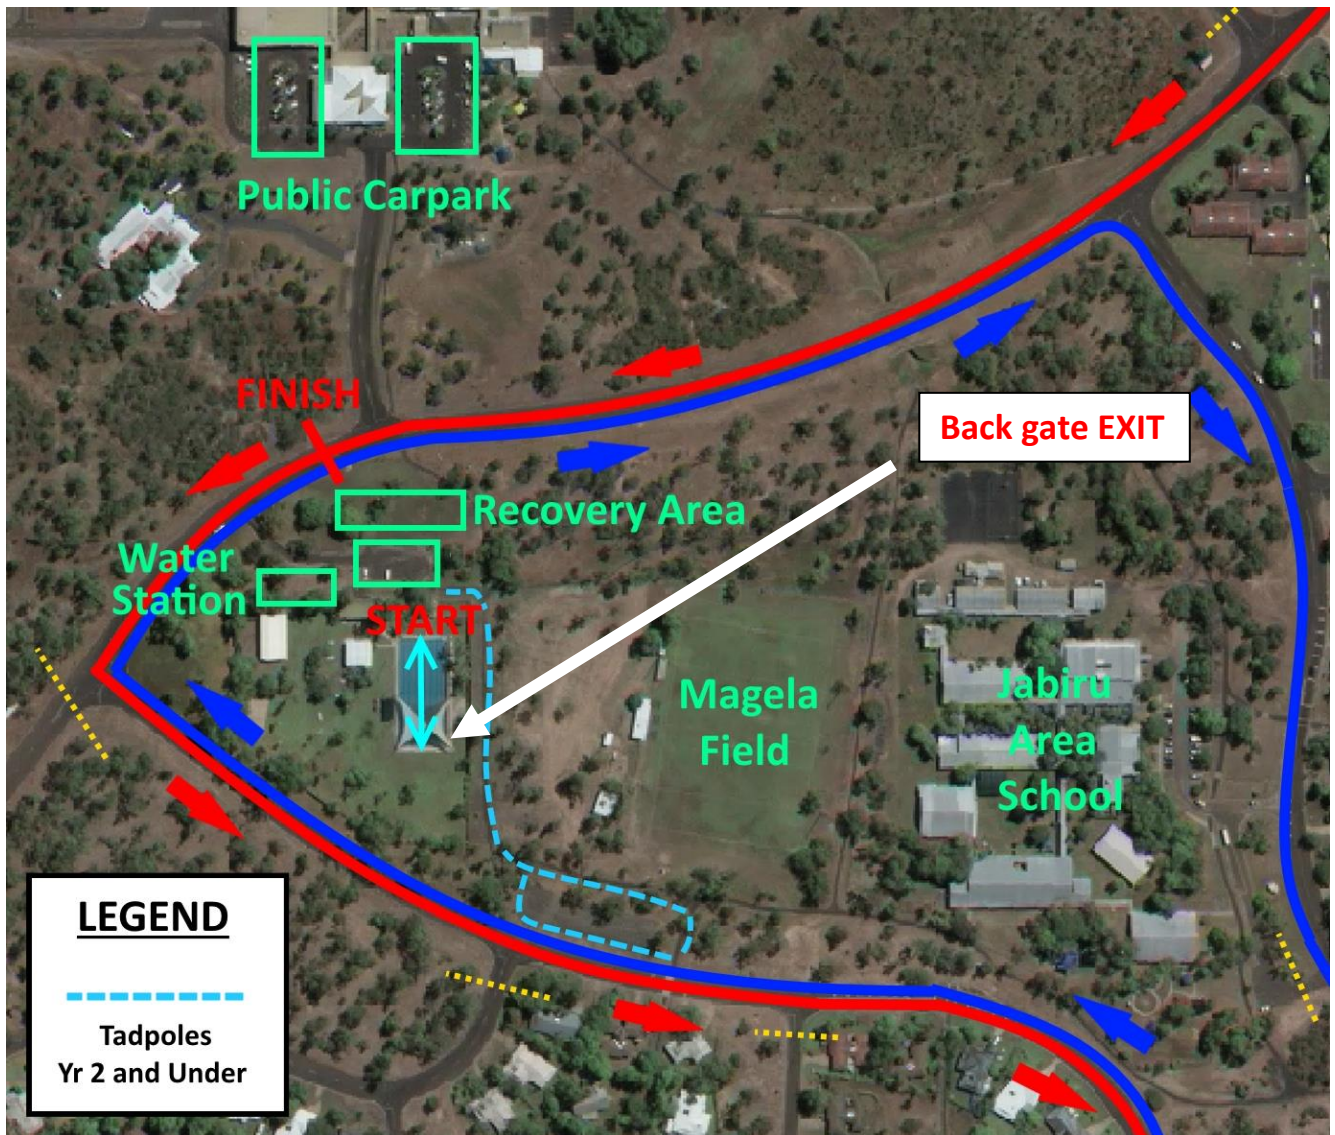 Public Carpark
FINISH
Back gate EXIT
Recovery Area
Water
Station
START
Magela
Field
Jabiru
Area
School
LEGEND
Tadpoles
Yr 2 and Under